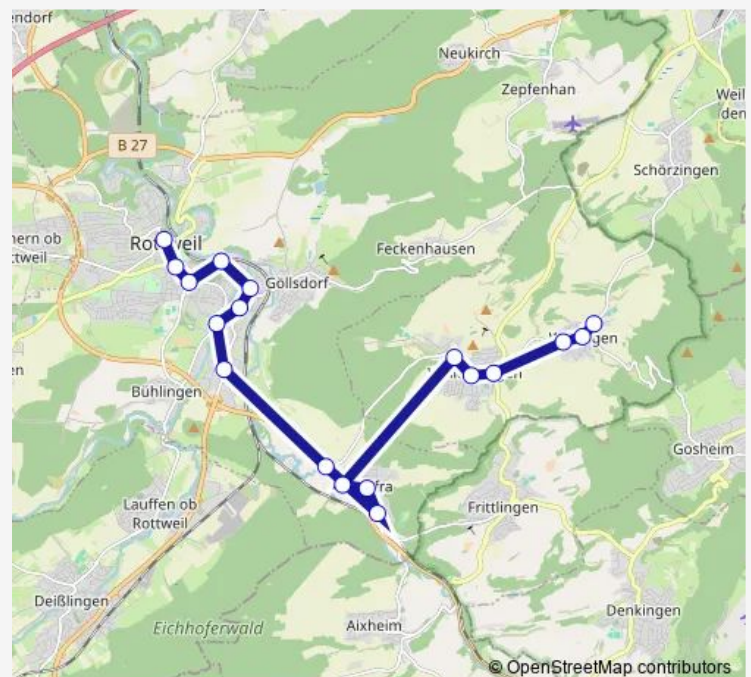 endorf
Neukirch
Zepfenhan
Weil
den
B 27
Schörzingen
Rottweil
ern ob
ttweil
Feckenhausen
Göllsdorf
en
Bühlingen
Gosheim
fra
Lauffen ob
Rottweil
Frittlingen
Deißlingen
Denkingen
Aixheim
Eichhoferwald
© OpenStreetMap contributors